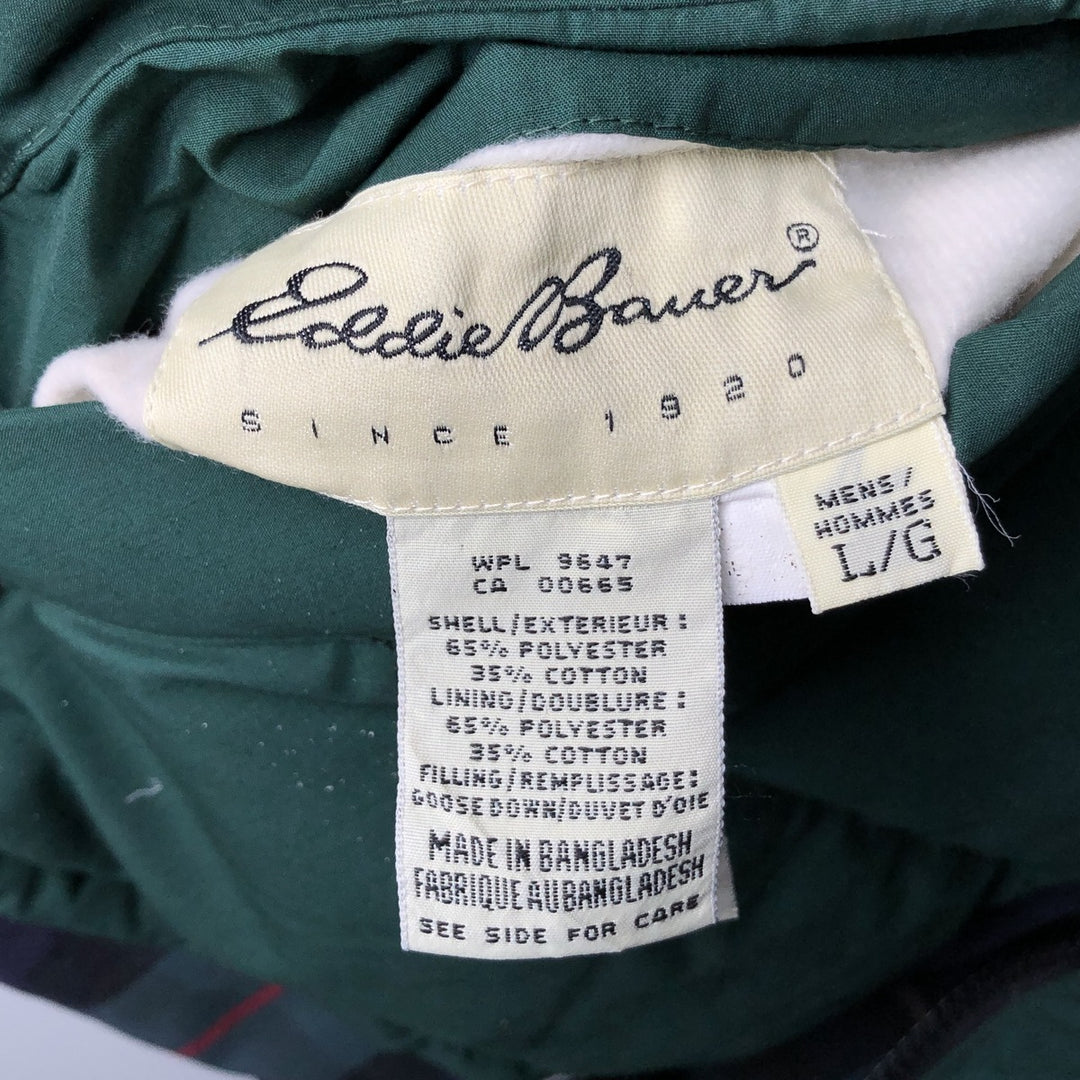 Eddie Bauer®
SINCE 1920
MENS/
HOMMES
L/G
WPL 9647
CA 00665
SHELL/EXTERIEUR:
65% POLYESTER
35% COTTON
LINING/DOUBLURE:
65% POLYESTER
35% COTTON
FILLING/REMPLISSAGE:
GOOSE DOWN/DUVET D'OIE
MADE IN BANGLADESH
FABRIQUE AU BANGLADESH
SEE SIDE FOR CARE